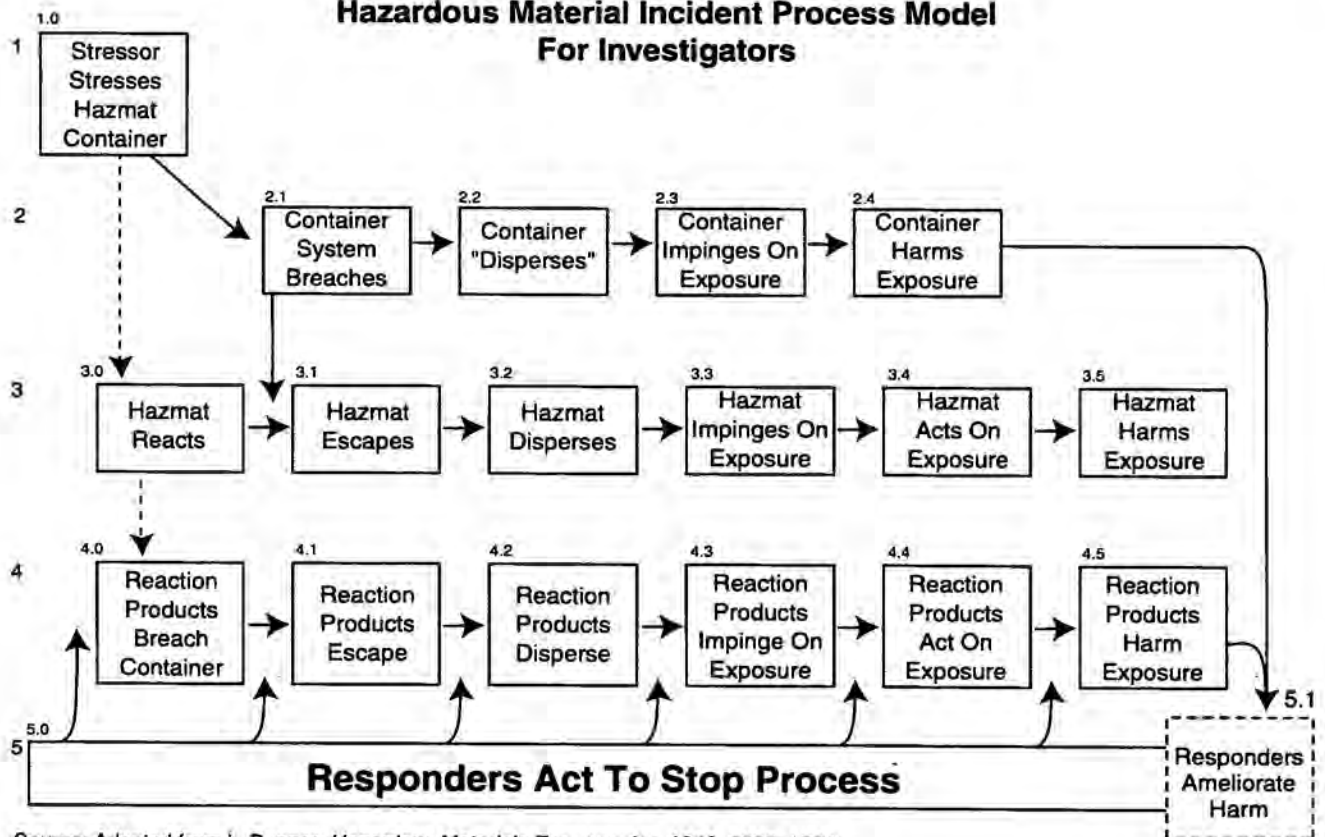 Hazardous Material Incident Process Model
For Investigators
1.0
1
Stressor
Stresses
Hazmat
Container
2
2.1
Container
System
Breaches
2.2
Container
"Disperses"
2.3
Container
Impinges On
Exposure
2.4
Container
Harms
Exposure
3
3.0
Hazmat
Reacts
3.1
Hazmat
Escapes
3.2
Hazmat
Disperses
3.3
Hazmat
Impinges On
Exposure
3.4
Hazmat
Acts On
Exposure
3.5
Hazmat
Harms
Exposure
4
4.0
Reaction
Products
Breach
Container
4.1
Reaction
Products
Escape
4.2
Reaction
Products
Disperse
4.3
Reaction
Products
Impinge On
Exposure
4.4
Reaction
Products
Act On
Exposure
4.5
Reaction
Products
Harm
Exposure
5
5.0
Responders Act To Stop Process
5.1
Responders
Ameliorate
Harm